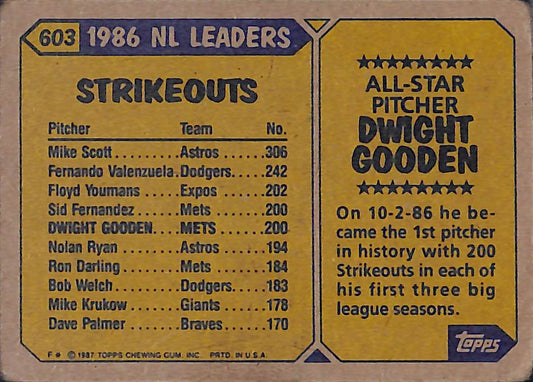 603 1986 NL LEADERS
STRIKEOUTS
Pitcher Team No.
Mike Scott.....Astros......306
Fernando Valenzuela.Dodgers....242
Floyd Youmans....Expos......202
Sid Fernandez....Mets.......200
DWIGHT GOODEN....METS.......200
Nolan Ryan.......Astros.....194
Ron Darling......Mets.......184
Bob Welch........Dodgers....183
Mike Krukow......Giants.....178
Dave Palmer......Braves.....170
F * © 1987 TOPPS CHEWING GUM, INC. PRTD. IN U.S.A.
ALL-STAR
PITCHER
DWIGHT
GOODEN
On 10-2-86 he be-
came the 1st pitcher
in history with 200
Strikeouts in each of
his first three big
league seasons.
Topps